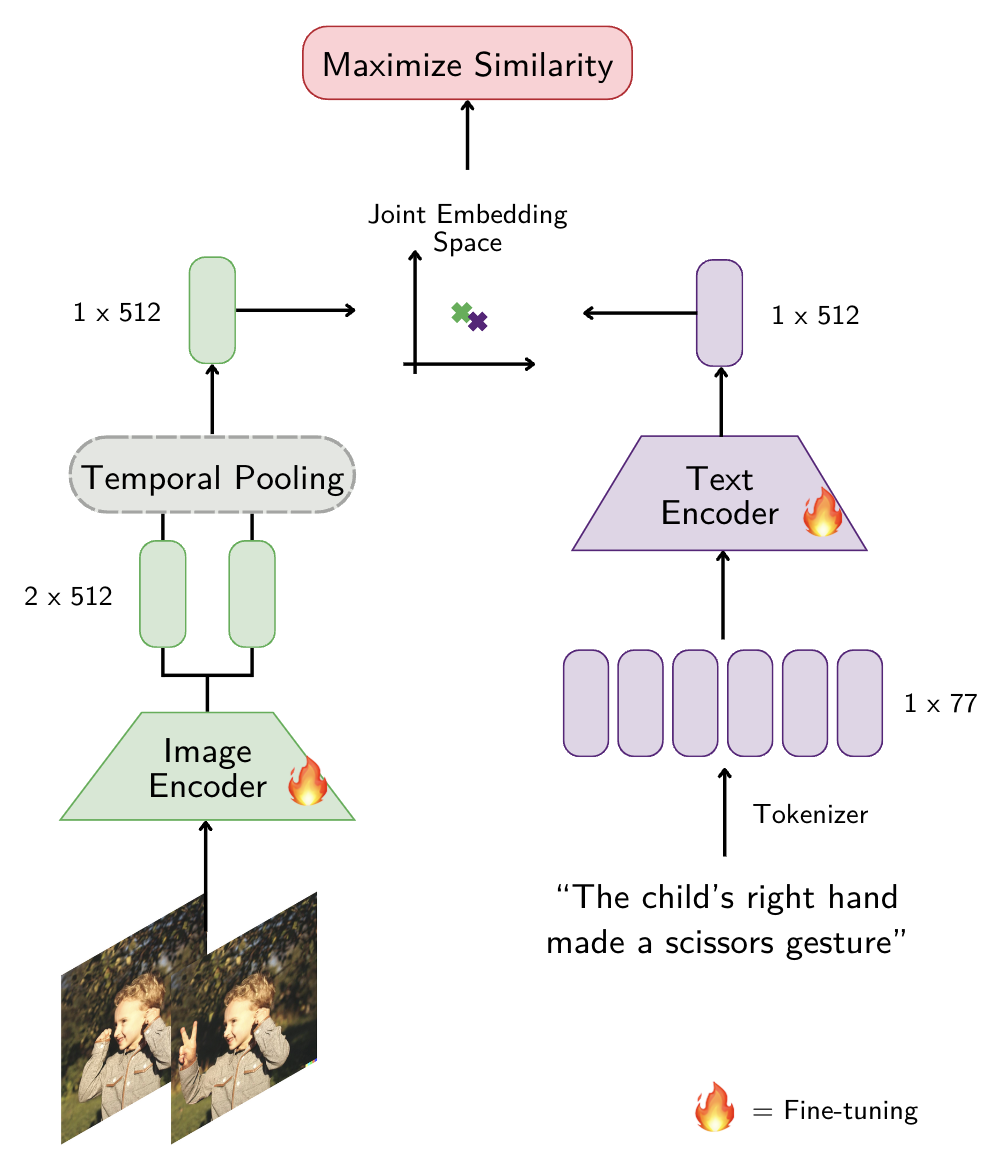 Maximize Similarity
Joint Embedding
Space
1 x 512
1 x 512
Temporal Pooling
Text
Encoder
2 x 512
1 x 77
Image
Encoder
Tokenizer
“The child’s right hand
made a scissors gesture”
= Fine-tuning